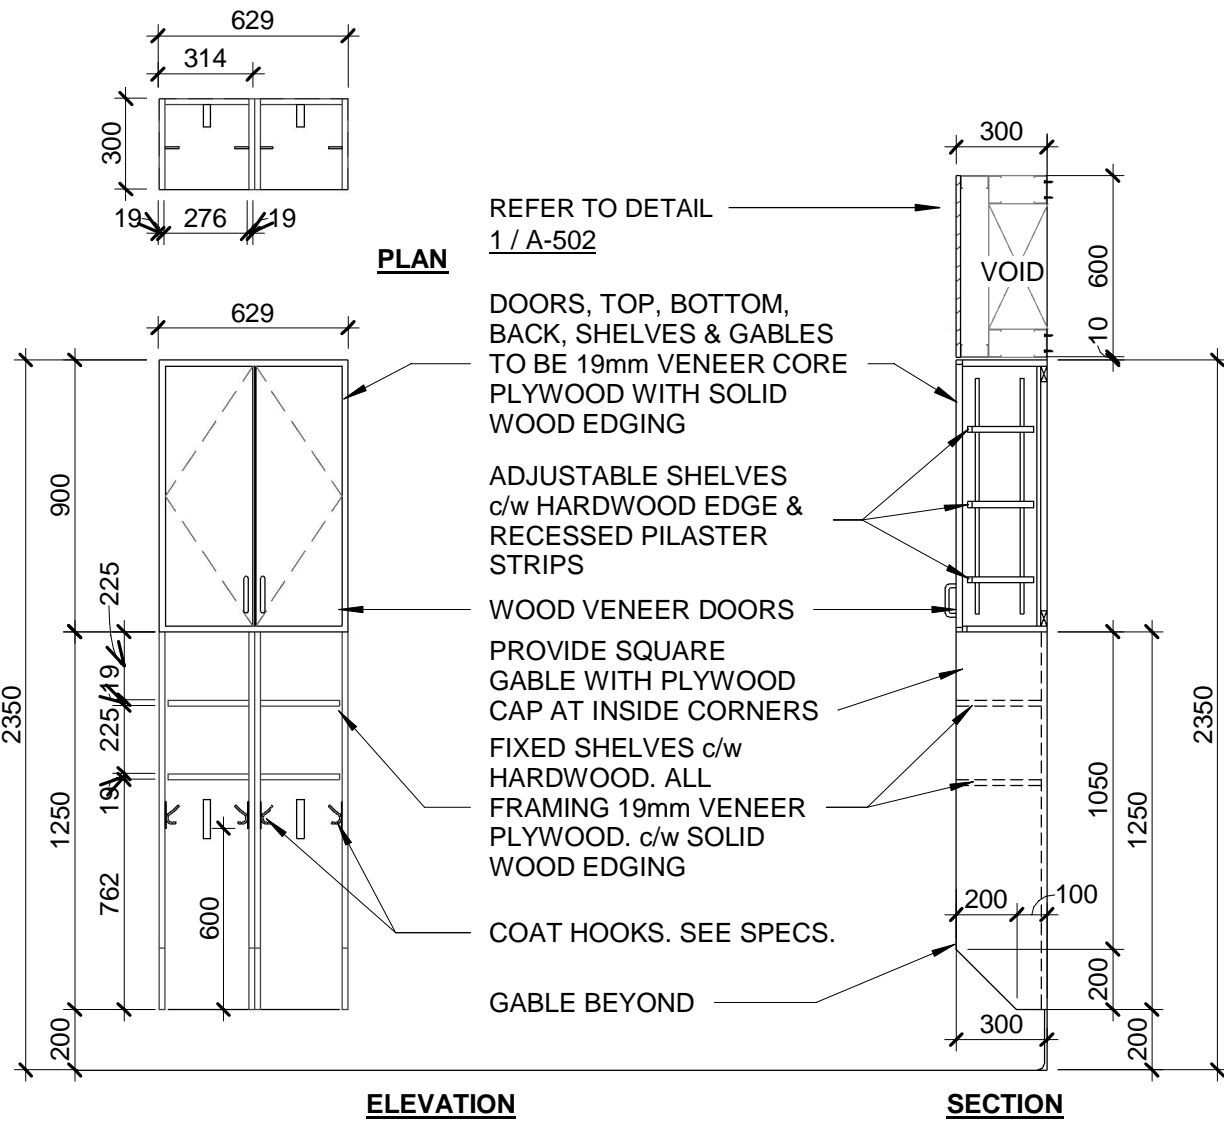 629
314
300
19
276
19
PLAN
REFER TO DETAIL
1 / A-502
300
VOID
600
10
629
DOORS, TOP, BOTTOM,
BACK, SHELVES & GABLES
TO BE 19mm VENEER CORE
PLYWOOD WITH SOLID
WOOD EDGING
ADJUSTABLE SHELVES
c/w HARDWOOD EDGE &
RECESSED PILASTER
STRIPS
WOOD VENEER DOORS
PROVIDE SQUARE
GABLE WITH PLYWOOD
CAP AT INSIDE CORNERS
FIXED SHELVES c/w
HARDWOOD. ALL
FRAMING 19mm VENEER
PLYWOOD. c/w SOLID
WOOD EDGING
COAT HOOKS. SEE SPECS.
GABLE BEYOND
2350
900
1250
200
225
19
225
19
762
600
200
100
300
1050
200
1250
200
2350
ELEVATION
SECTION